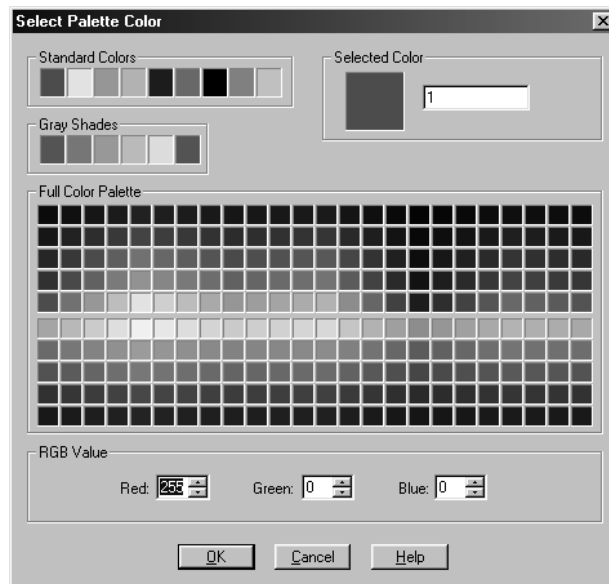 Select Palette Color
Standard Colors
Selected Color
1
Gray Shades
Full Color Palette
RGB Value
Red: 255 Green: 0 Blue: 0
OK Cancel Help